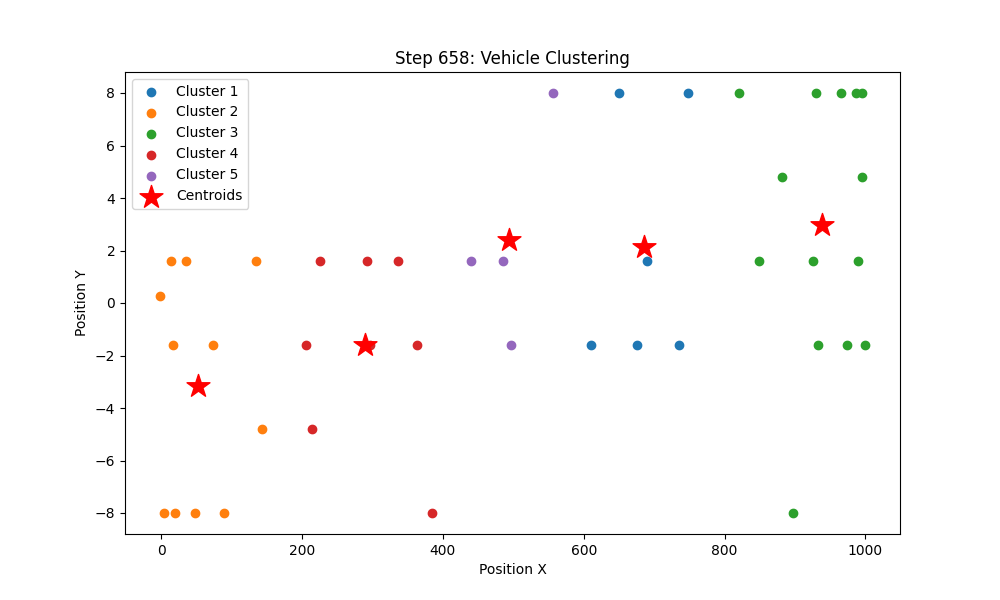 Step 658: Vehicle Clustering
Cluster 1
Cluster 2
Cluster 3
Cluster 4
Cluster 5
Centroids
8
6
4
2
0
−2
−4
−6
−8
Position Y
0 200 400 600 800 1000
Position X